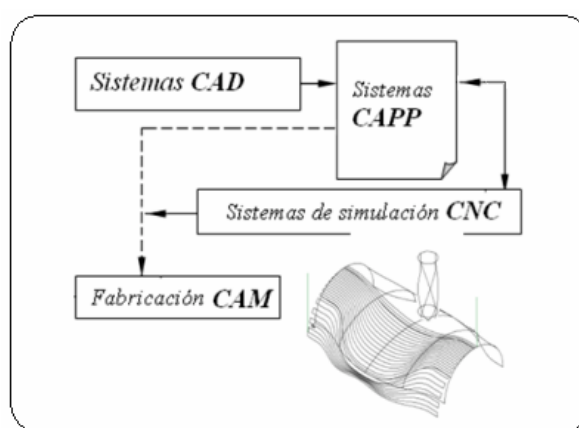 Sistemas CAD
Sistemas
CAPP
Sistemas de simulación CNC
Fabricación CAM